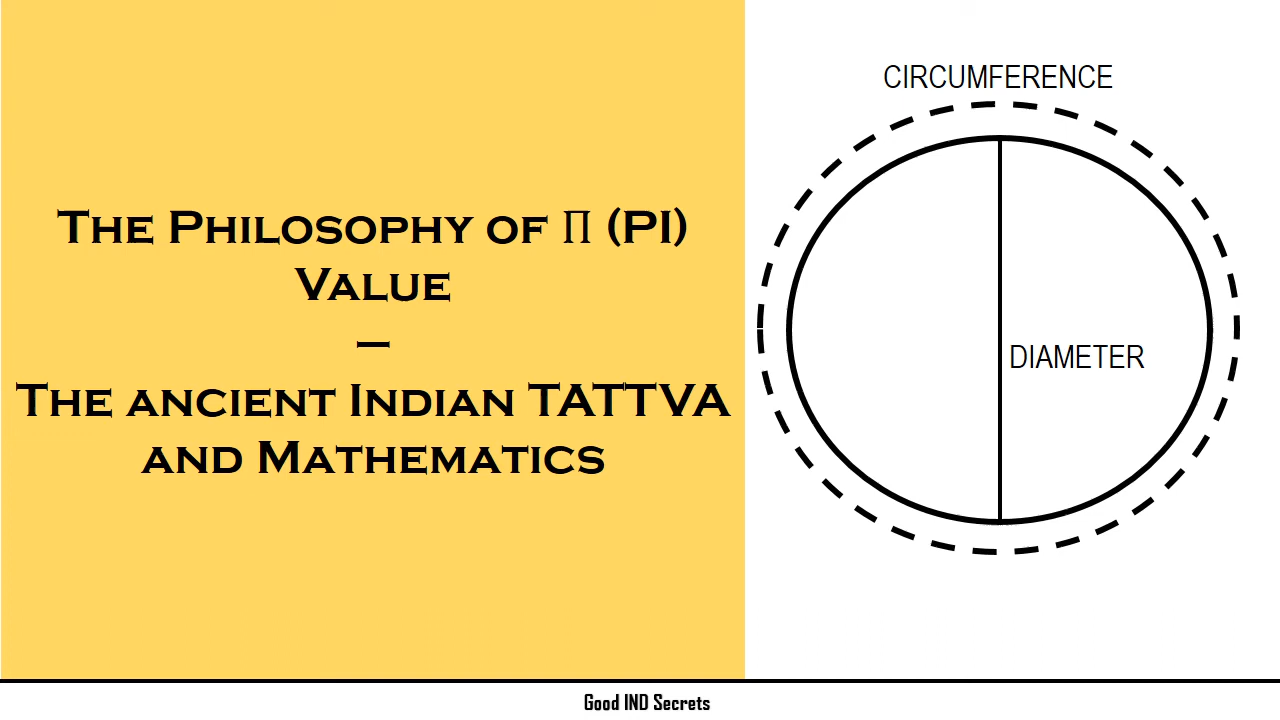 The Philosophy of Π (PI)
Value
–
The ancient Indian TATTVA
and Mathematics
CIRCUMFERENCE
DIAMETER
Good IND Secrets